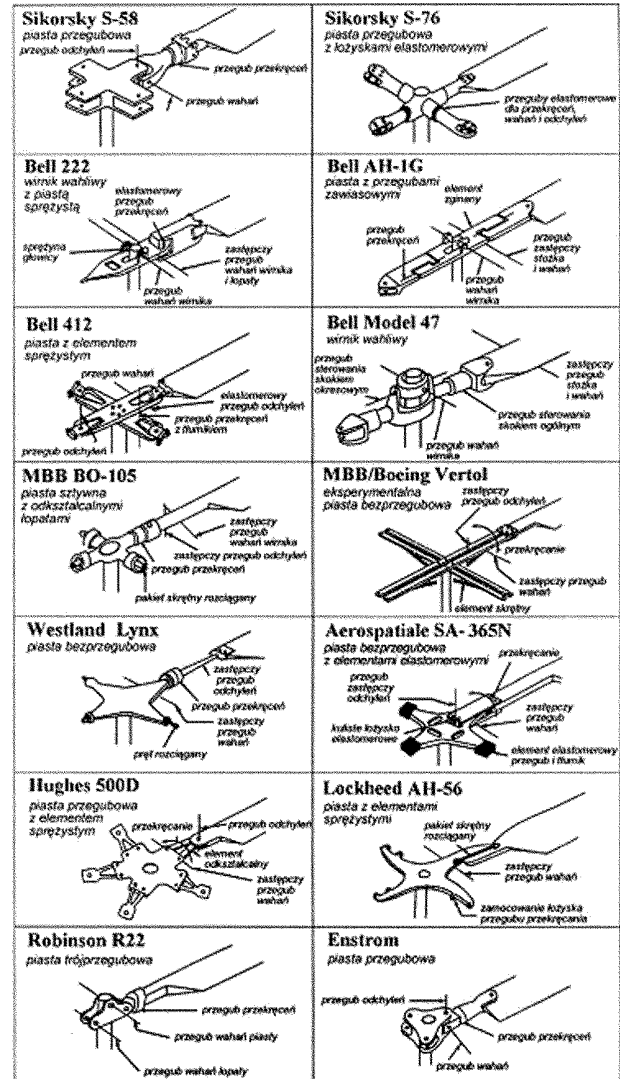 Sikorsky S-58
piasta przegubowa
przegub odchyleń
przegub przekręceń
przegub wahań
Sikorsky S-76
piasta przegubowa
z łożyskami elastomerowymi
przeguby elastomerowe
dla przekręceń,
wahań i odchyleń
Bell 222
wirnik wahliwy
z piastą
sprężystą
elastomerowy
przegub
przekręceń
sprężyna
głowicy
zastępczy
przegub
wahań wirnika
i łopaty
przegub
wahań wirnika
Bell AH-1G
piasta z przegubami
zawiasowymi
element
zginany
przegub
przekręceń
przegub
zastępczy
stożka
i wahań
przegub
wahań
wirnika
Bell 412
piasta z elementem
sprężystym
przegub wahań
elastomerowy
przegub odchyleń
przegub przekręceń
z tłumikiem
przegub odchyleń
Bell Model 47
wirnik wahliwy
przegub
sterowania
skokiem
okresowym
zastępczy
przegub
stożka
i wahań
przegub sterowania
skokiem ogólnym
przegub wahań
wirnika
MBB BO-105
piasta sztywna
z odkształcalnymi
łopatami
zastępczy
przegub
wahań wirnika
zastępczy przegub odchyleń
przegub przekręceń
pakiet skrętny rozciągany
MBB/Boeing Vertol
eksperymentalna
piasta bezprzegubowa
zastępczy
przegub odchyleń
przekręcanie
zastępczy przegub
wahań
element skrętny
Westland Lynx
piasta bezprzegubowa
zastępczy
przegub
odchyleń
przegub przekręceń
zastępczy
przegub
wahań
pręt rozciągany
Aerospatiale SA- 365N
piasta bezprzegubowa
z elementami elastomerowymi
przekręcanie
przegub
zastępczy
odchyleń
kuliste łożysko
elastomerowe
zastępczy
przegub
wahań
element elastomerowy
przegub i tłumik
Hughes 500D
piasta przegubowa
z elementem
sprężystym
przekręcanie
przegub odchyleń
element
odkształcalny
zastępczy
przegub
wahań
Lockheed AH-56
piasta z elementami
sprężystymi
pakiet skrętny
rozciągany
zastępczy
przegub wahań
zamocowanie łożyska
przegubu przekręcania
Robinson R22
piasta trójprzegubowa
przegub przekręceń
przegub wahań piasty
przegub wahań łopaty
Enstrom
piasta przegubowa
przegub odchyleń
przegub przekręceń
przegub wahań